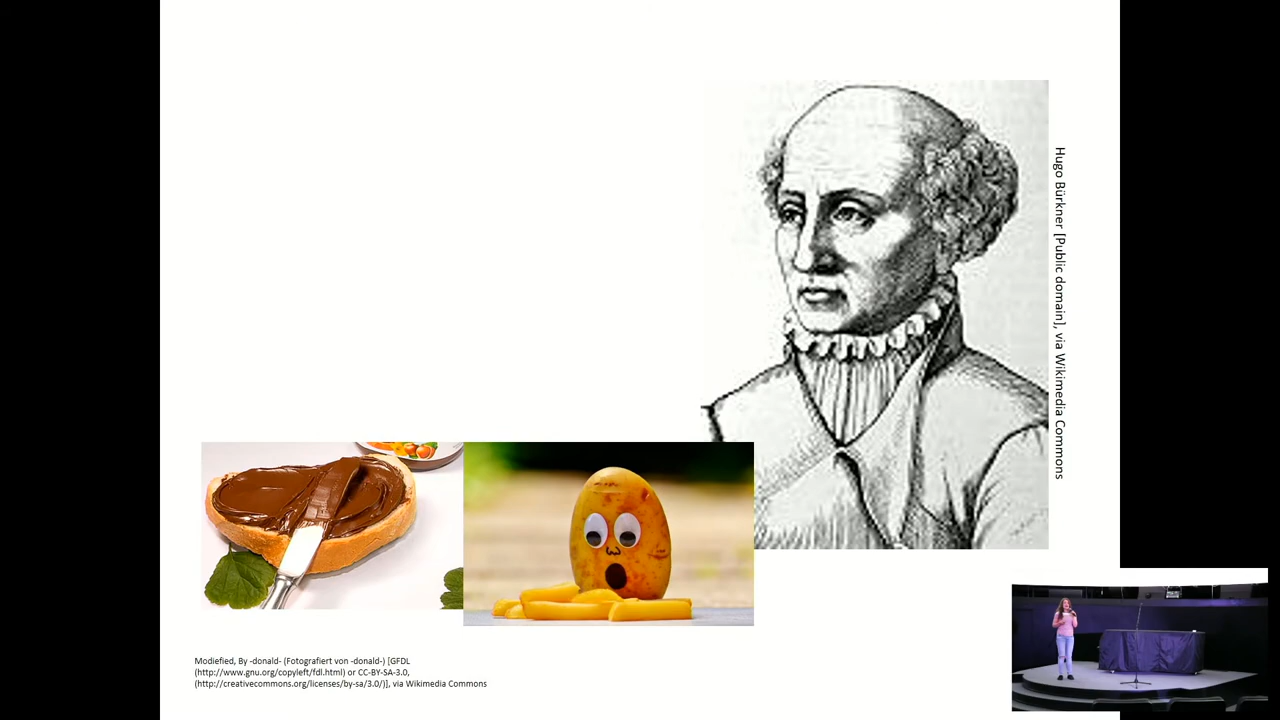 Hugo Bürkner [Public domain], via Wikimedia Commons
Modiefied, By -donald- (Fotografiert von -donald-) [GFDL
(http://www.gnu.org/copyleft/fdl.html) or CC-BY-SA-3.0,
(http://creativecommons.org/licenses/by-sa/3.0/)], via Wikimedia Commons